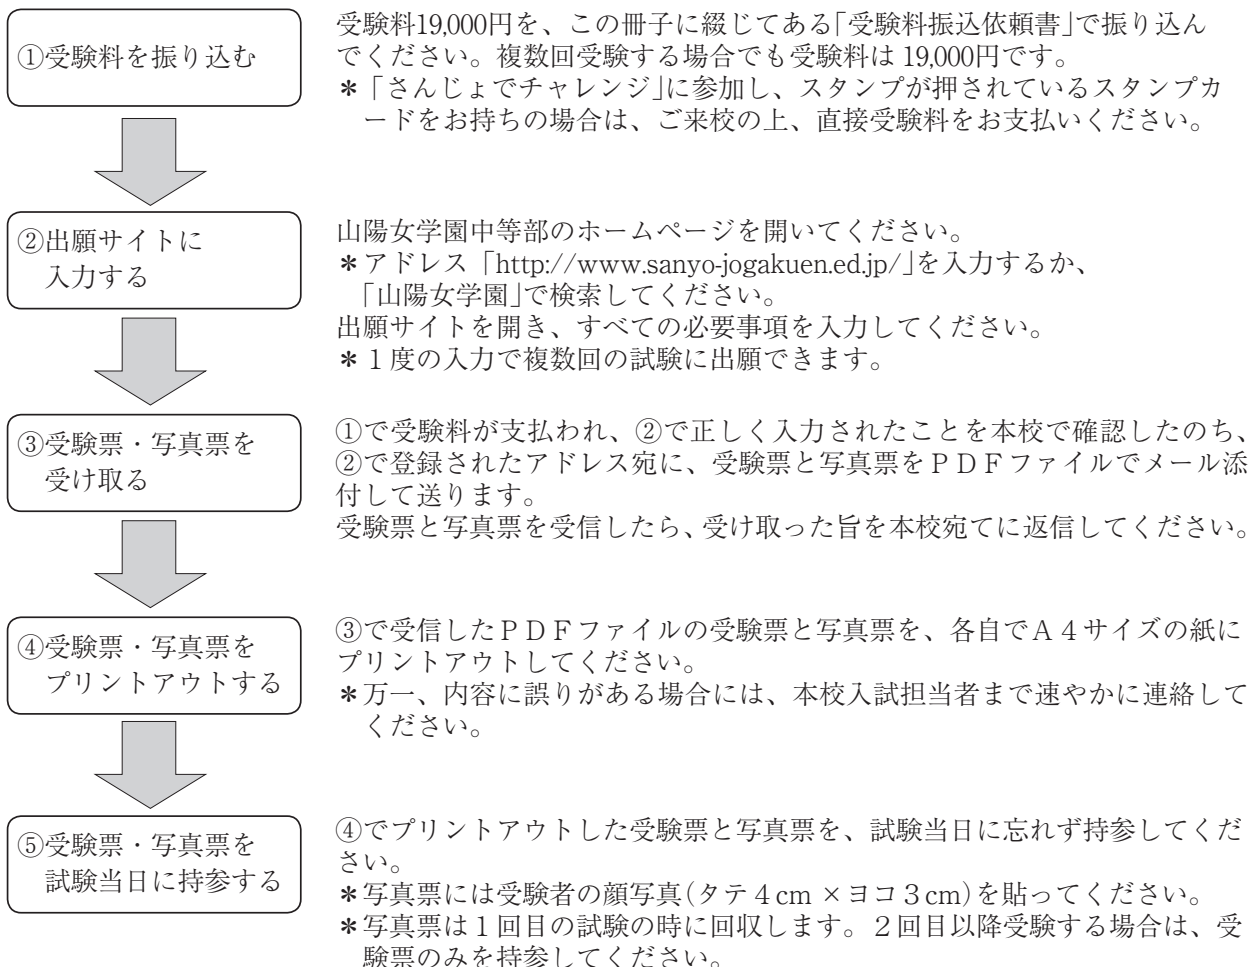 ①受験料を振り込む
受験料19,000円を、この冊子に綴じてある「受験料振込依頼書」で振り込ん
でください。複数回受験する場合でも受験料は 19,000円です。
＊「さんじょでチャレンジ」に参加し、スタンプが押されているスタンプカ
ードをお持ちの場合は、ご来校の上、直接受験料をお支払いください。
②出願サイトに
入力する
山陽女学園中等部のホームページを開いてください。
＊アドレス「http://www.sanyo-jogakuen.ed.jp/」を入力するか、
「山陽女学園」で検索してください。
出願サイトを開き、すべての必要事項を入力してください。
＊１度の入力で複数回の試験に出願できます。
③受験票・写真票を
受け取る
①で受験料が支払われ、②で正しく入力されたことを本校で確認したのち、
②で登録されたアドレス宛に、受験票と写真票をＰＤＦファイルでメール添
付して送ります。
受験票と写真票を受信したら、受け取った旨を本校宛てに返信してください。
④受験票・写真票を
プリントアウトする
③で受信したＰＤＦファイルの受験票と写真票を、各自でＡ４サイズの紙に
プリントアウトしてください。
＊万一、内容に誤りがある場合には、本校入試担当者まで速やかに連絡して
ください。
⑤受験票・写真票を
試験当日に持参する
④でプリントアウトした受験票と写真票を、試験当日に忘れず持参してくだ
さい。
＊写真票には受験者の顔写真（タテ４cm ×ヨコ３cm）を貼ってください。
＊写真票は１回目の試験の時に回収します。２回目以降受験する場合は、受
験票のみを持参してください。